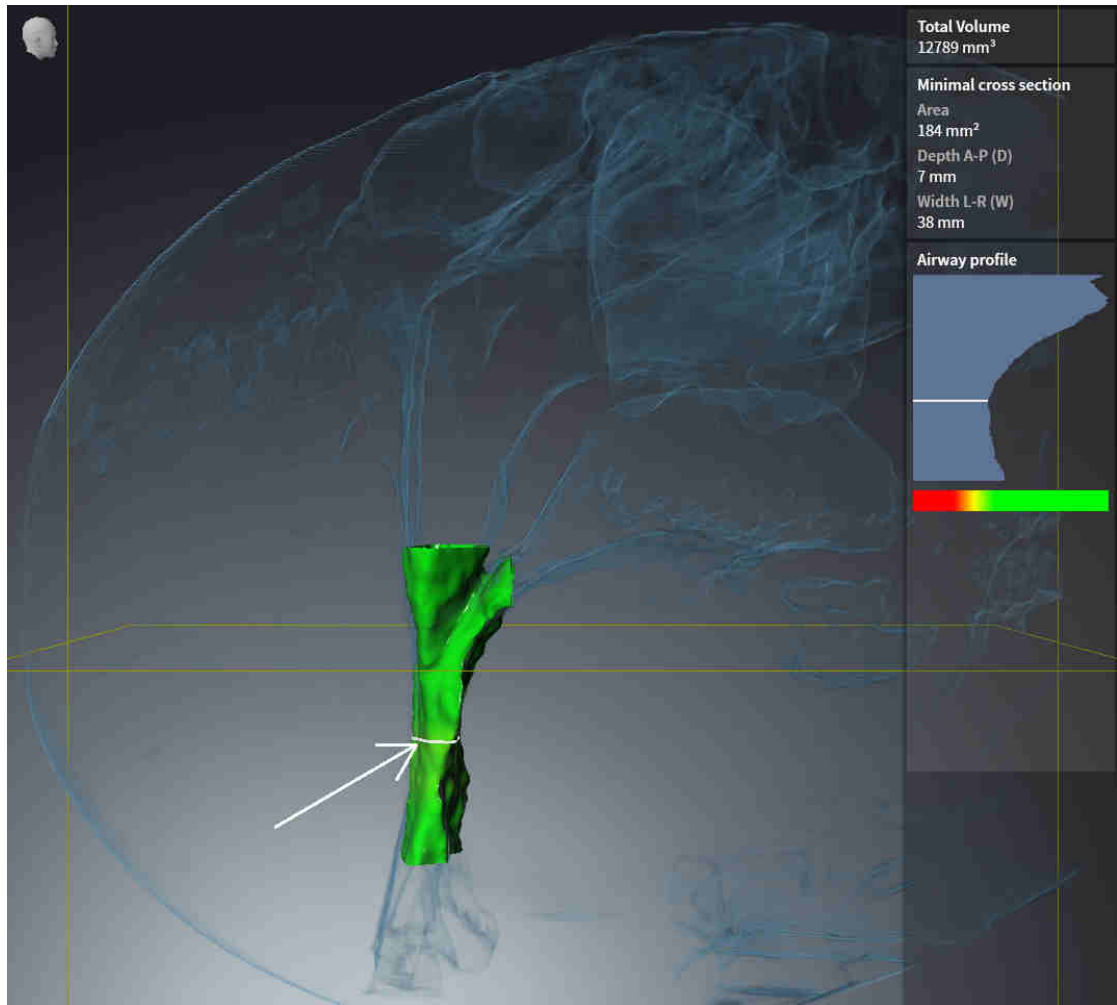 Total Volume
12789 mm³
Minimal cross section
Area
184 mm²
Depth A-P (D)
7 mm
Width L-R (W)
38 mm
Airway profile